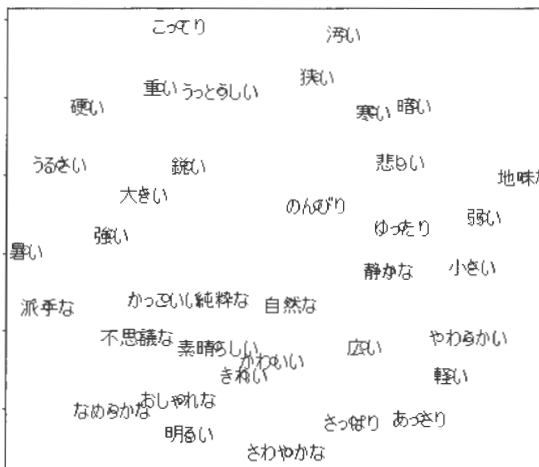 こってり
汚い
狭い
重い
うっとうしい
硬い
寒い
暗い
うるさい
鋭い
悲しい
地味な
大きい
のんびり
弱い
ゆったり
強い
暑い
静かな
小さい
派手な
かっこいい
純粋な
自然な
不思議な
素晴らしい
広い
やわらかい
かわいい
きれい
軽い
おしゃれな
なめらかな
さっぱり
あっさり
明るい
さわやかな